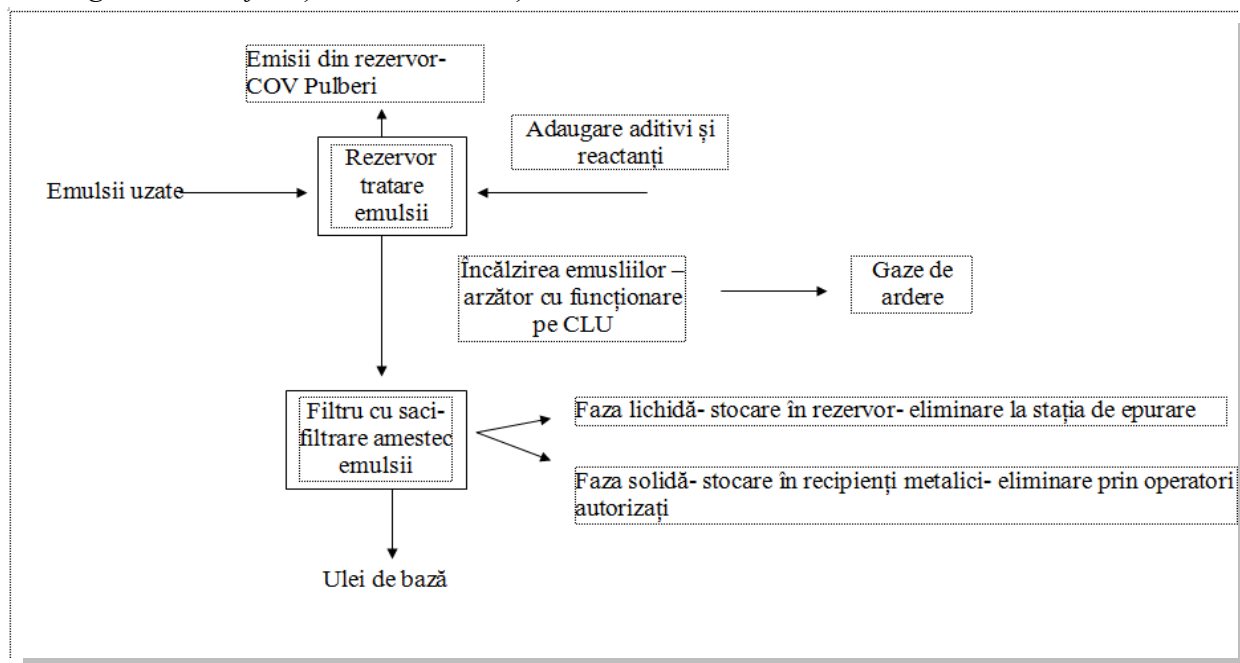 Emisii din rezervor-
COV Pulberi
Adaugare aditivi și
reactanți
Rezervor
tratare
emulsii
Emulsii uzate
Încălzirea emusliilor –
arzător cu funcționare
pe CLU
Gaze de
ardere
Filtru cu saci-
filtrare amestec
emulsii
Faza lichidă- stocare în rezervor- eliminare la stația de epurare
Faza solidă- stocare în recipienți metalici- eliminare prin operatori
autorizați
Ulei de bază